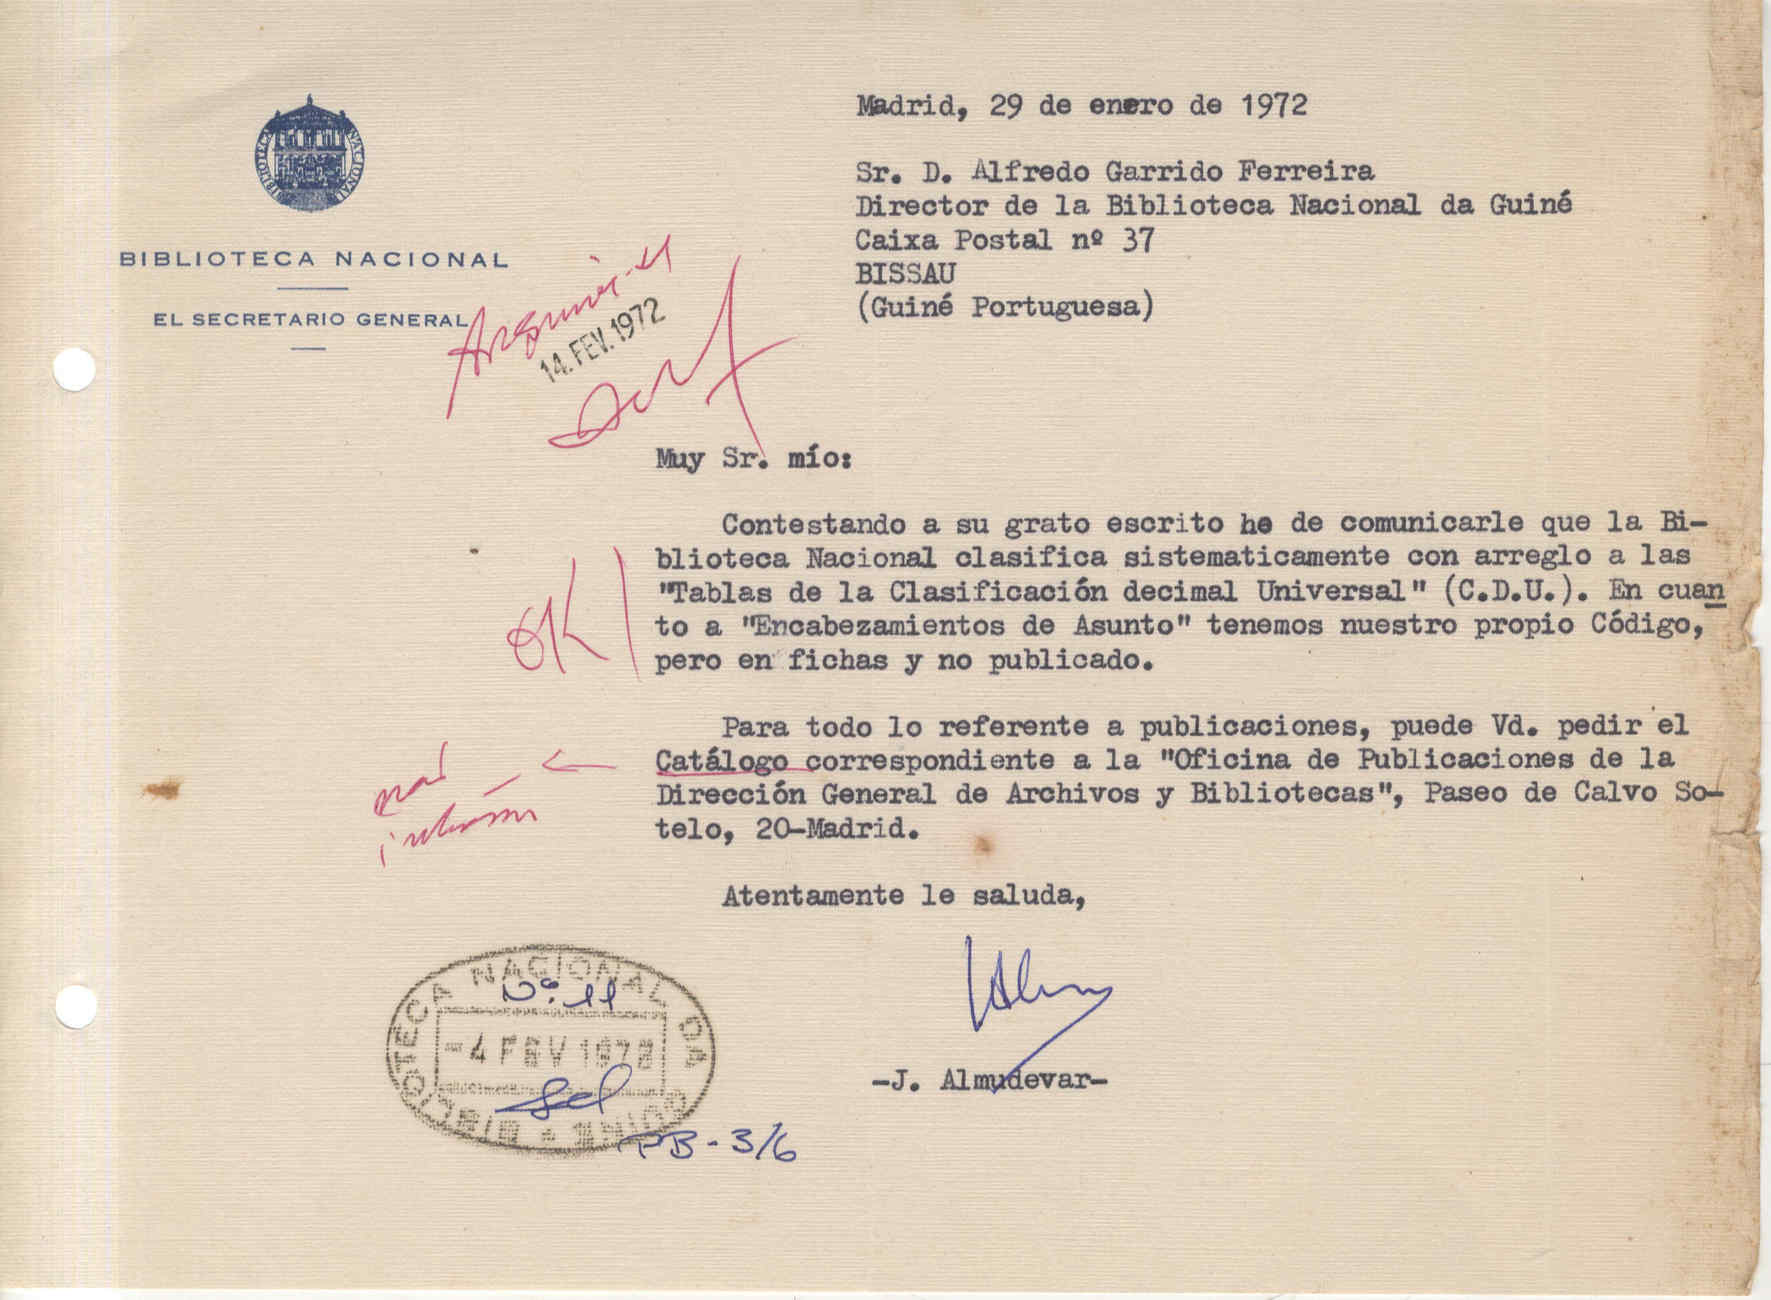 BIBLIOTECA NACIONAL
BIBLIOTECA NACIONAL
EL SECRETARIO GENERAL
Madrid, 29 de enero de 1972
Sr. D. Alfredo Garrido Ferreira
Director de la Biblioteca Nacional da Guiné
Caixa Postal nº 37
BISSAU
(Guiné Portuguesa)
14. FEV. 1972
Muy Sr. mío:
Contestando a su grato escrito he de comunicarle que la Bi-
blioteca Nacional clasifica sistematicamente con arreglo a las
"Tablas de la Clasificación decimal Universal" (C.D.U.). En cuan
to a "Encabezamientos de Asunto" tenemos nuestro propio Código,
pero en fichas y no publicado.
OK
Para todo lo referente a publicaciones, puede Vd. pedir el
Catálogo correspondiente a la "Oficina de Publicaciones de la
Dirección General de Archivos y Bibliotecas", Paseo de Calvo So-
telo, 20-Madrid.
Atentamente le saluda,
-J. Almudevar-
BIBLIOTECA NACIONAL DA GUINÉ
Nº. 11
-4 FEV 1972
PB-3/6